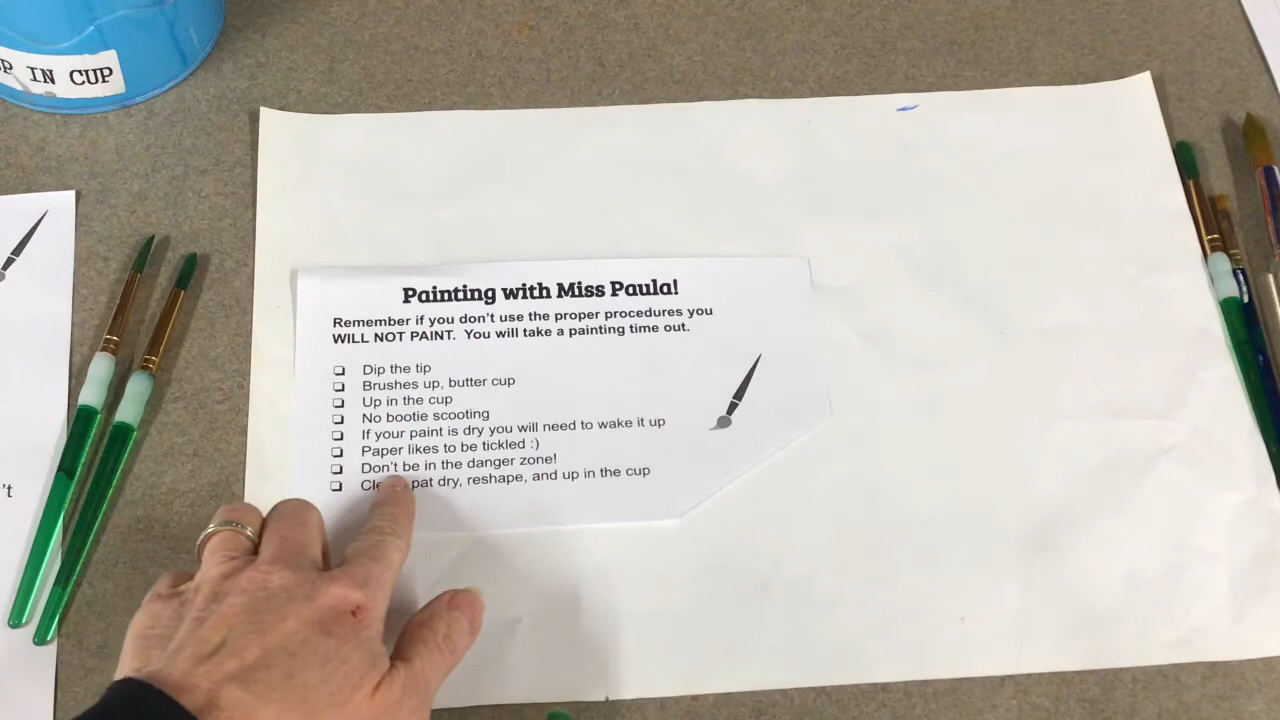 IN CUP
Painting with Miss Paula!
Remember if you don't use the proper procedures you
WILL NOT PAINT. You will take a painting time out.
Dip the tip
Brushes up, butter cup
Up in the cup
No bootie scooting
If your paint is dry you will need to wake it up
Paper likes to be tickled :)
Don't be in the danger zone!
pat dry, reshape, and up in the cup
't